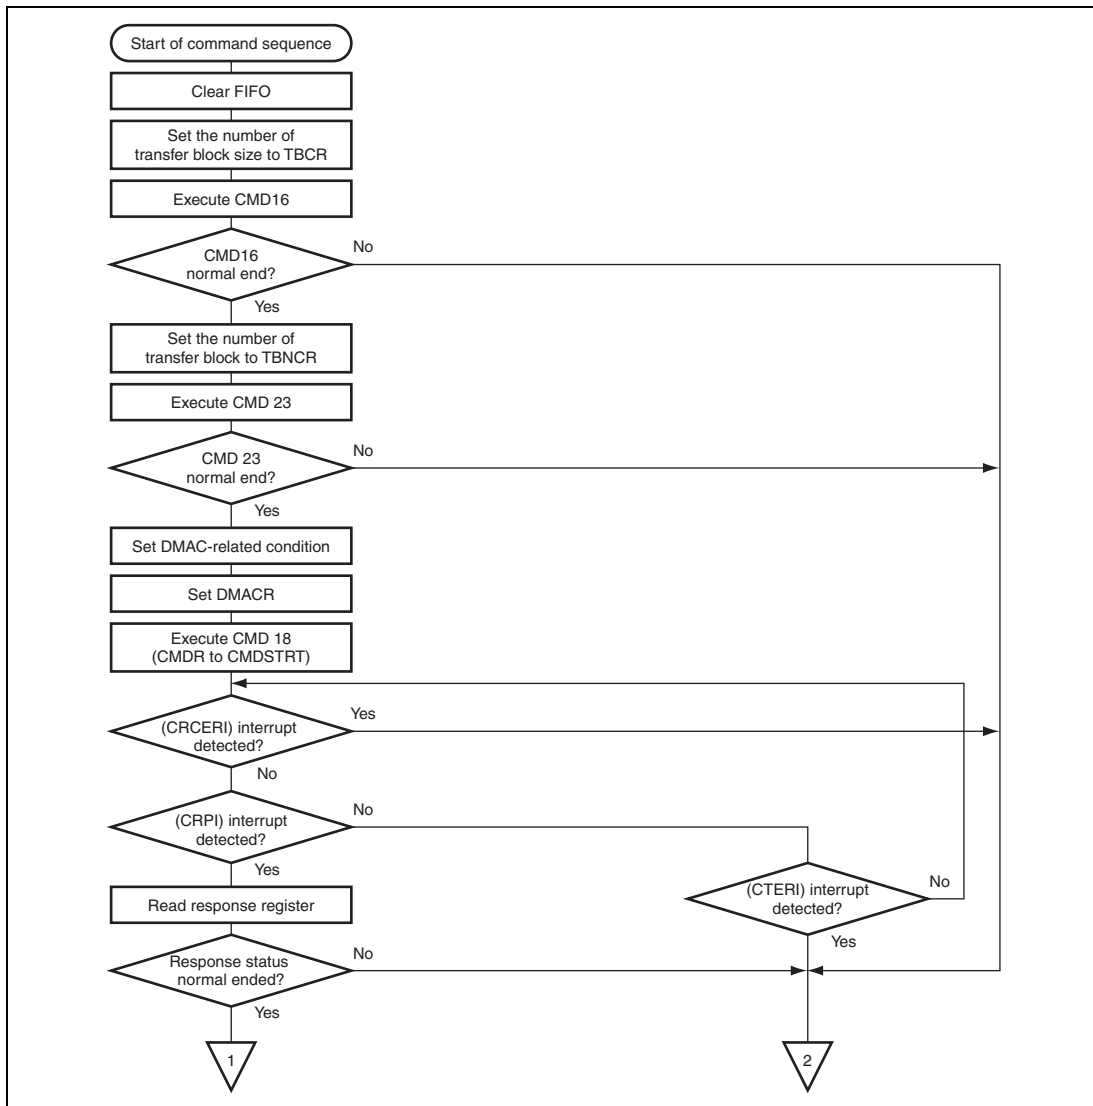 Start of command sequence
Clear FIFO
Set the number of
transfer block size to TBCR
Execute CMD16
CMD16
normal end?
No
Yes
Set the number of
transfer block to TBNCR
Execute CMD 23
CMD 23
normal end?
No
Yes
Set DMAC-related condition
Set DMACR
Execute CMD 18
(CMDR to CMDSTRT)
(CRCERI) interrupt
detected?
Yes
No
(CRPI) interrupt
detected?
No
Yes
(CTERI) interrupt
detected?
No
Yes
Read response register
Response status
normal ended?
No
Yes
1
2